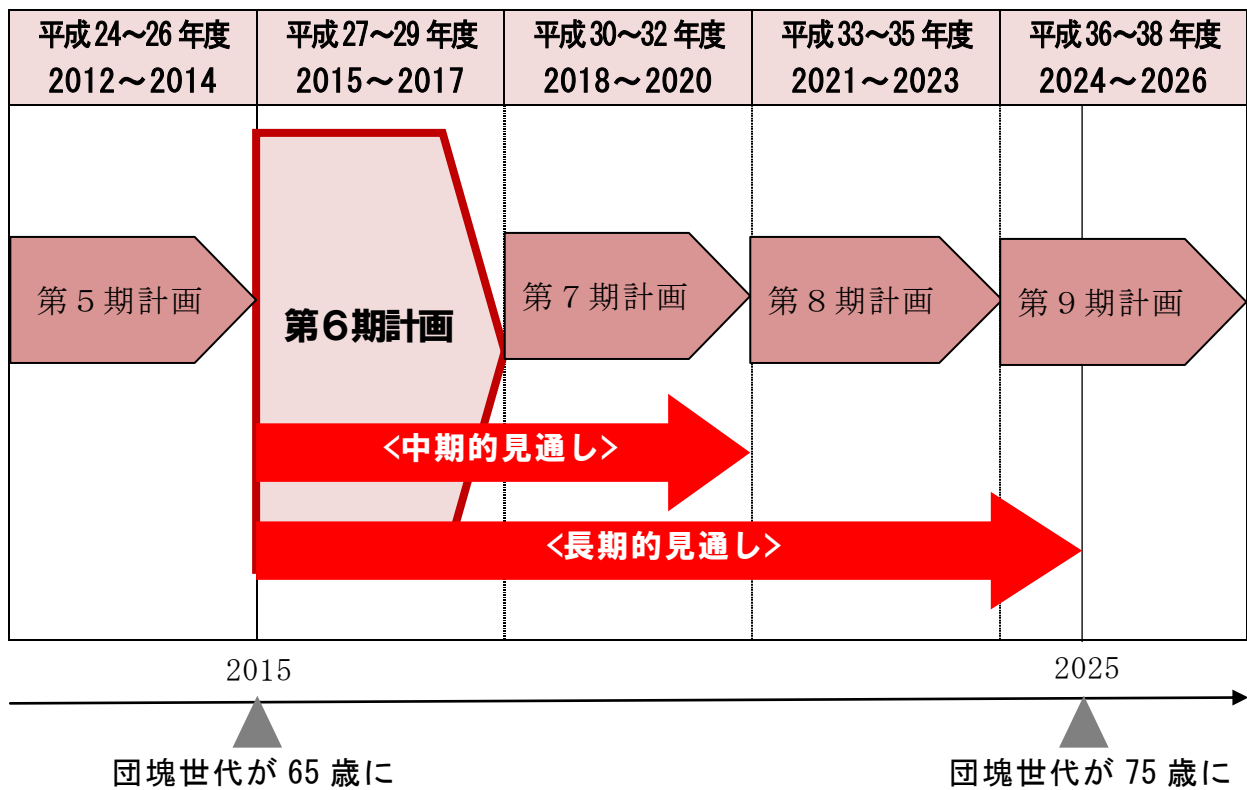 平成24～26年度
2012～2014
平成27～29年度
2015～2017
平成30～32年度
2018～2020
平成33～35年度
2021～2023
平成36～38年度
2024～2026
第５期計画
第6期計画
第７期計画
第８期計画
第９期計画
<中期的見通し>
<長期的見通し>
2015
2025
団塊世代が65歳に
団塊世代が75歳に